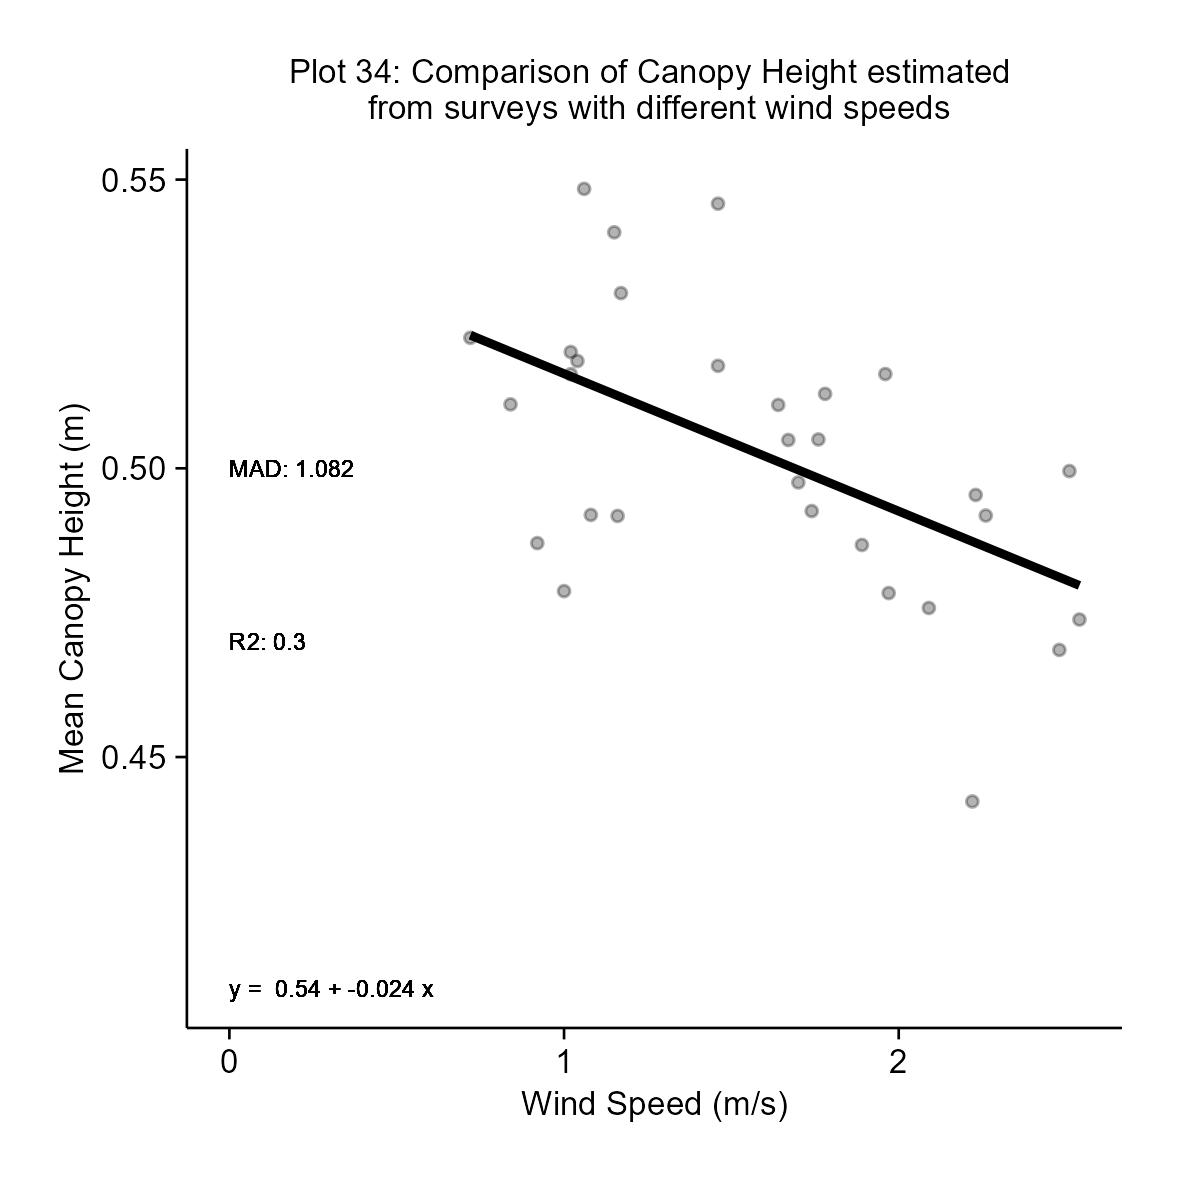 Plot 34: Comparison of Canopy Height estimated
from surveys with different wind speeds
0.55
0.50
0.45
Mean Canopy Height (m)
MAD: 1.082
R2: 0.3
y =  0.54 + -0.024 x
0
1
2
Wind Speed (m/s)